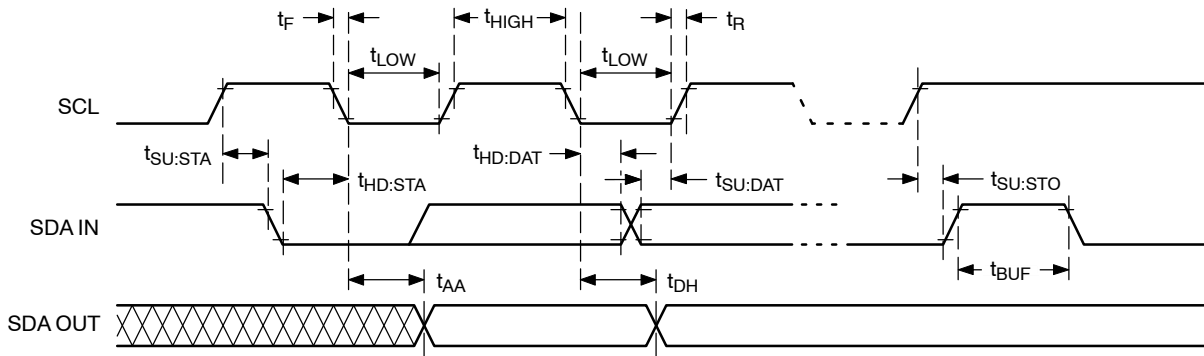 tF
tHIGH
tR
tLOW
tLOW
SCL
tSU:STA
tHD:DAT
tHD:STA
tSU:DAT
tSU:STO
SDA IN
tBUF
tAA
tDH
SDA OUT